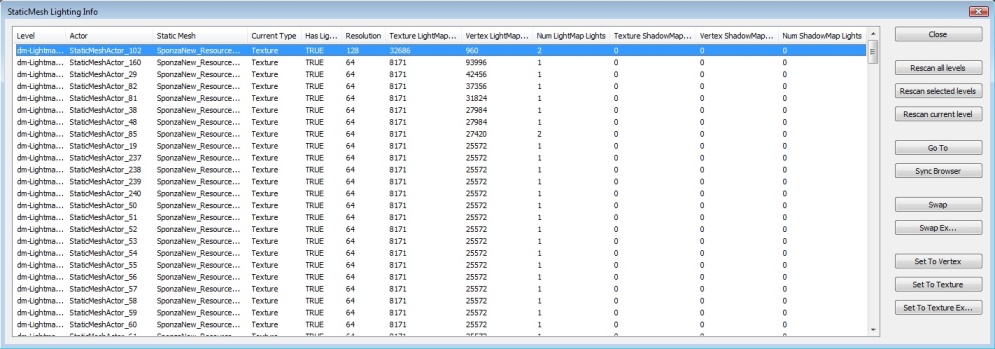 StaticMesh Lighting Info
Level Actor Static Mesh Current Type Has Lig... Resolution Texture LightMap... Vertex LightMap... Num LightMap Lights Texture ShadowMap... Vertex ShadowMap... Num ShadowMap Lights
dm-Lightma... StaticMeshActor_102 SponzaNew_Resource... Texture TRUE 128 32686 960 2 0 0 0
dm-Lightma... StaticMeshActor_160 SponzaNew_Resource... Texture TRUE 64 8171 93996 1 0 0 0
dm-Lightma... StaticMeshActor_29 SponzaNew_Resource... Texture TRUE 64 8171 42456 1 0 0 0
dm-Lightma... StaticMeshActor_82 SponzaNew_Resource... Texture TRUE 64 8171 37356 1 0 0 0
dm-Lightma... StaticMeshActor_81 SponzaNew_Resource... Texture TRUE 64 8171 31824 1 0 0 0
dm-Lightma... StaticMeshActor_38 SponzaNew_Resource... Texture TRUE 64 8171 27984 1 0 0 0
dm-Lightma... StaticMeshActor_48 SponzaNew_Resource... Texture TRUE 64 8171 27984 1 0 0 0
dm-Lightma... StaticMeshActor_85 SponzaNew_Resource... Texture TRUE 64 8171 27420 2 0 0 0
dm-Lightma... StaticMeshActor_19 SponzaNew_Resource... Texture TRUE 64 8171 25572 1 0 0 0
dm-Lightma... StaticMeshActor_237 SponzaNew_Resource... Texture TRUE 64 8171 25572 1 0 0 0
dm-Lightma... StaticMeshActor_238 SponzaNew_Resource... Texture TRUE 64 8171 25572 1 0 0 0
dm-Lightma... StaticMeshActor_239 SponzaNew_Resource... Texture TRUE 64 8171 25572 1 0 0 0
dm-Lightma... StaticMeshActor_240 SponzaNew_Resource... Texture TRUE 64 8171 25572 1 0 0 0
dm-Lightma... StaticMeshActor_50 SponzaNew_Resource... Texture TRUE 64 8171 25572 1 0 0 0
dm-Lightma... StaticMeshActor_51 SponzaNew_Resource... Texture TRUE 64 8171 25572 1 0 0 0
dm-Lightma... StaticMeshActor_52 SponzaNew_Resource... Texture TRUE 64 8171 25572 1 0 0 0
dm-Lightma... StaticMeshActor_53 SponzaNew_Resource... Texture TRUE 64 8171 25572 1 0 0 0
dm-Lightma... StaticMeshActor_54 SponzaNew_Resource... Texture TRUE 64 8171 25572 1 0 0 0
dm-Lightma... StaticMeshActor_55 SponzaNew_Resource... Texture TRUE 64 8171 25572 1 0 0 0
dm-Lightma... StaticMeshActor_56 SponzaNew_Resource... Texture TRUE 64 8171 25572 1 0 0 0
dm-Lightma... StaticMeshActor_57 SponzaNew_Resource... Texture TRUE 64 8171 25572 1 0 0 0
dm-Lightma... StaticMeshActor_58 SponzaNew_Resource... Texture TRUE 64 8171 25572 1 0 0 0
dm-Lightma... StaticMeshActor_59 SponzaNew_Resource... Texture TRUE 64 8171 25572 1 0 0 0
dm-Lightma... StaticMeshActor_60 SponzaNew_Resource... Texture TRUE 64 8171 25572 1 0 0 0
dm-Lightma... StaticMeshActor_61 SponzaNew_Resource... Texture TRUE 64 8171 25572 1 0 0 0
Close
Rescan all levels
Rescan selected levels
Rescan current level
Go To
Sync Browser
Swap
Swap Ex...
Set To Vertex
Set To Texture
Set To Texture Ex...